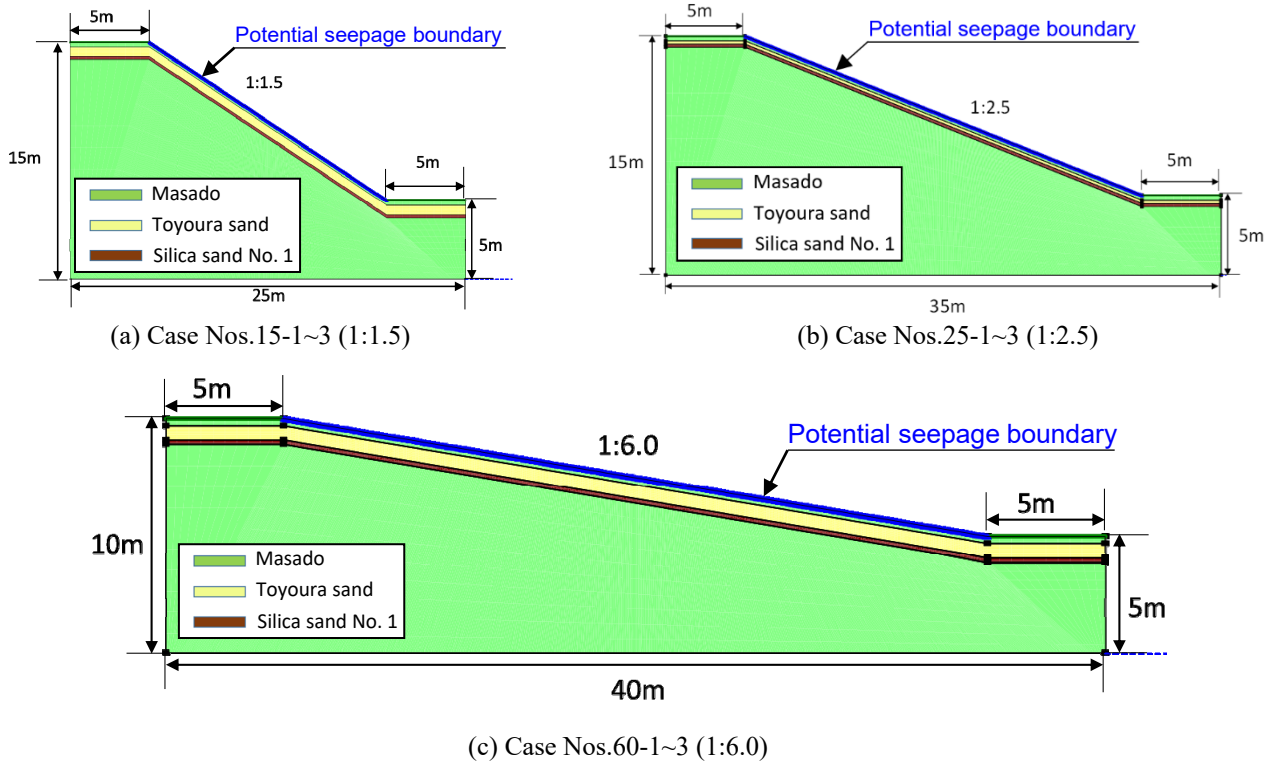 5m
Potential seepage boundary
1:1.5
15m
5m
5m
Masado
Toyoura sand
Silica sand No. 1
25m
(a) Case Nos.15-1~3 (1:1.5)
5m
Potential seepage boundary
1:2.5
15m
5m
5m
Masado
Toyoura sand
Silica sand No. 1
35m
(b) Case Nos.25-1~3 (1:2.5)
5m
Potential seepage boundary
1:6.0
5m
10m
5m
Masado
Toyoura sand
Silica sand No. 1
40m
(c) Case Nos.60-1~3 (1:6.0)